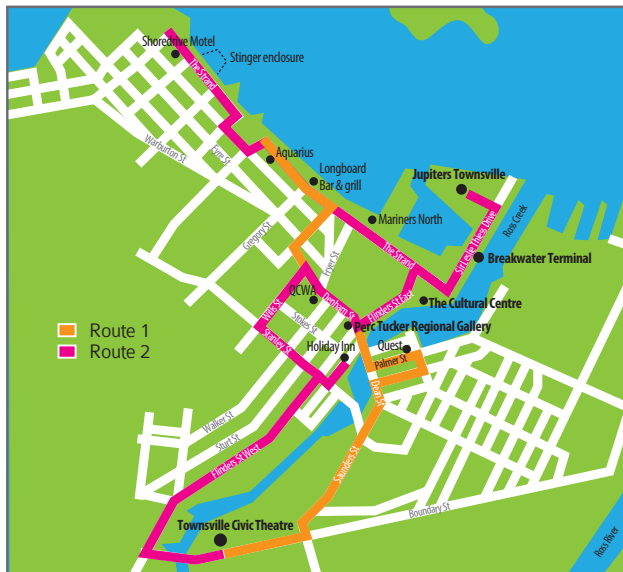 Shoredrive Motel
Stinger enclosure
The Strand
Warburton St
Eyre St
Aquarius
Longboard
Bar & grill
Jupiters Townsville
Mariners North
Ross Creek
Gregory St
Fryer St
The Strand
Sir Leslie Thiess Drive
Breakwater Terminal
QCWA
Denham St
Flinders St East
The Cultural Centre
Wills St
Stokes St
Perc Tucker Regional Gallery
Route 1
Route 2
Stanley St
Holiday Inn
Quest
Palmer St
Dean St
Walker St
Sturt St
Flinders St West
Saunders St
Boundary St
Townsville Civic Theatre
Ross River